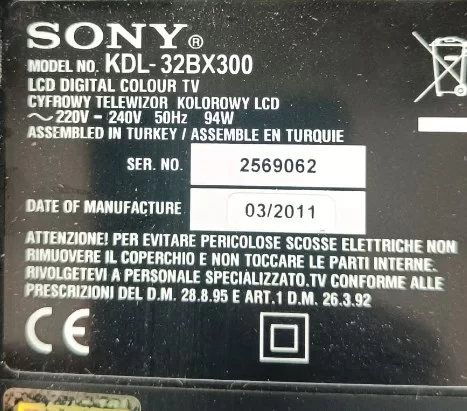 SONY®
MODEL NO. KDL-32BX300
LCD DIGITAL COLOUR TV
CYFROWY TELEWIZOR KOLOROWY LCD
～220V - 240V 50Hz 94W
ASSEMBLED IN TURKEY / ASSEMBLE EN TURQUIE
SER. NO. 2569062
DATE OF MANUFACTURE 03/2011
ATTENZIONE! PER EVITARE PERICOLOSE SCOSSE ELETTRICHE NON
RIMUOVERE IL COPERCHIO E NON TOCCARE LE PARTI INTERNE.
RIVOLGETEVI A PERSONALE SPECIALIZZATO.TV CONFORME ALLE
PRESCRIZIONI DEL D.M. 28.8.95 E ART.1 D.M. 26.3.92
CE